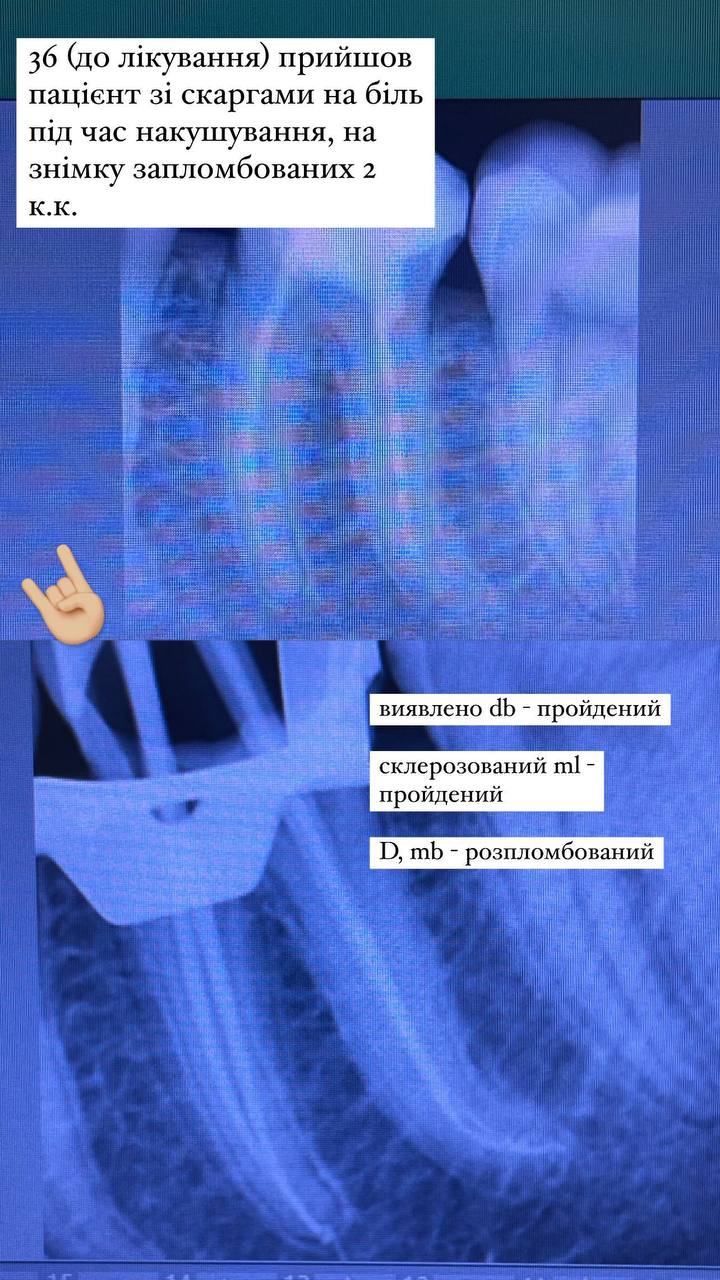 36 (до лікування) прийшов
пацієнт зі скаргами на біль
під час накушування, на
знімку запломбованих 2
к.к.
виявлено db - пройдений
склерозований ml -
пройдений
D, mb - розпломбований